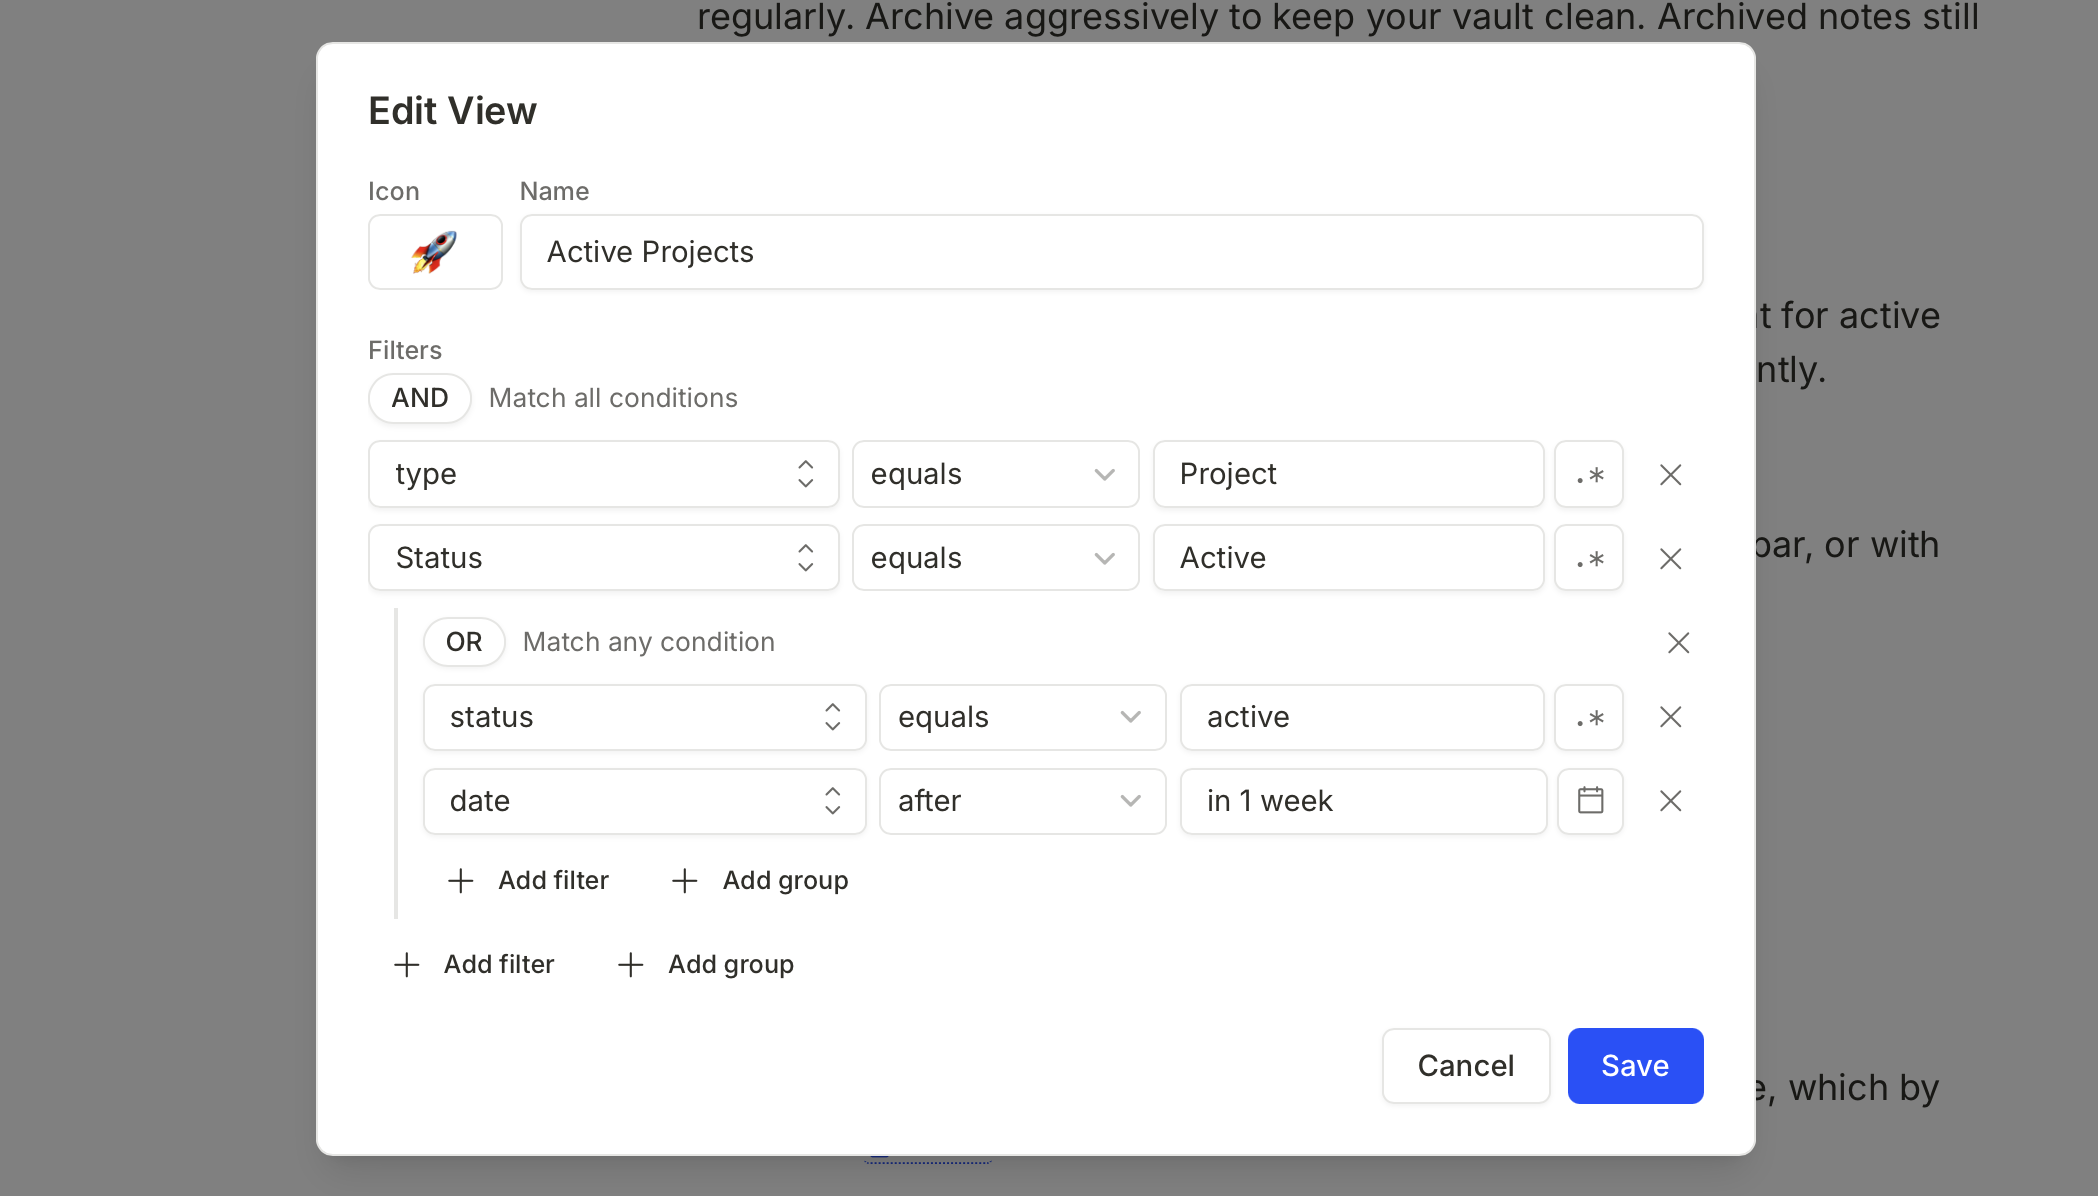 regularly. Archive aggressively to keep your vault clean. Archived notes still
Edit View
Icon
Name
Active Projects
t for active
Filters
ntly.
AND Match all conditions
type equals Project .*
Status equals Active .*
bar, or with
OR Match any condition
status equals active .*
date after in 1 week
Add filter Add group
Add filter Add group
Cancel Save
e, which by